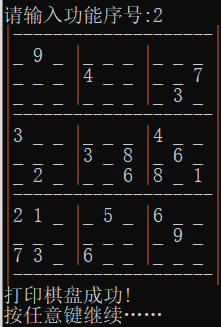 请输入功能序号:2
|--------------------|
|_ 9 _|_ _ _|_ _ _|
|_ _ _|4 _ _|_ _ 7|
|_ _ _|_ _ _|_ 3 _|
|--------------------|
|3 _ _|_ _ _|4 _ _|
|_ _ _|3 _ 8|_ 6 _|
|_ 2 _|_ _ 6|8 _ 1|
|--------------------|
|2 1 _|_ 5 _|6 _ _|
|_ _ _|_ _ _|_ 9 _|
|7 3 _|6 _ _|_ _ _|
|--------------------|
打印棋盘成功!
按任意键继续……